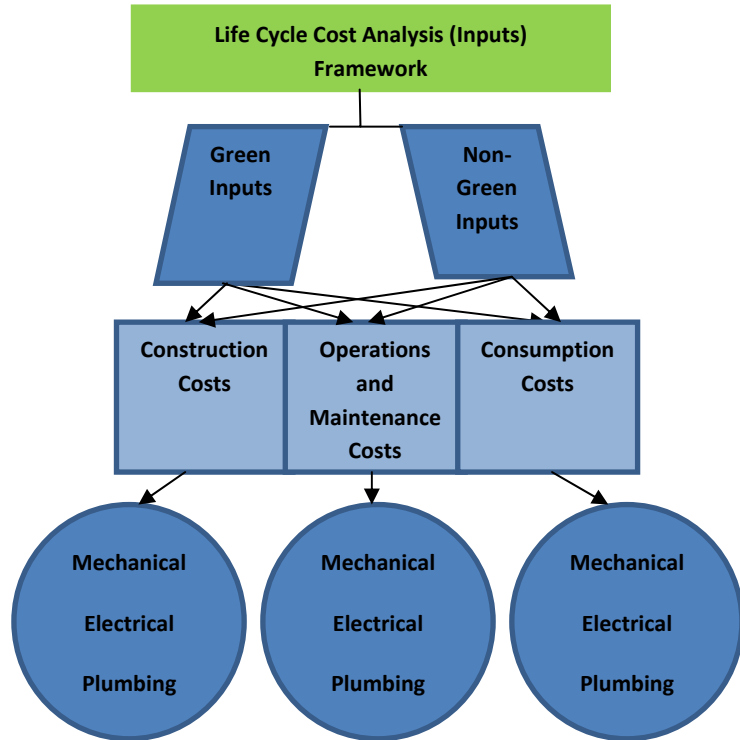 Life Cycle Cost Analysis (Inputs)
Framework
Green
Inputs
Non-
Green
Inputs
Construction
Costs
Operations
and
Maintenance
Costs
Consumption
Costs
Mechanical
Electrical
Plumbing
Mechanical
Electrical
Plumbing
Mechanical
Electrical
Plumbing